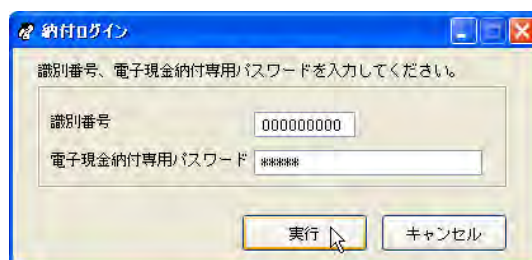 納付ログイン
識別番号、電子現金納付専用パスワードを入力してください。
識別番号 000000000
電子現金納付専用パスワード *****
実行 キャンセル